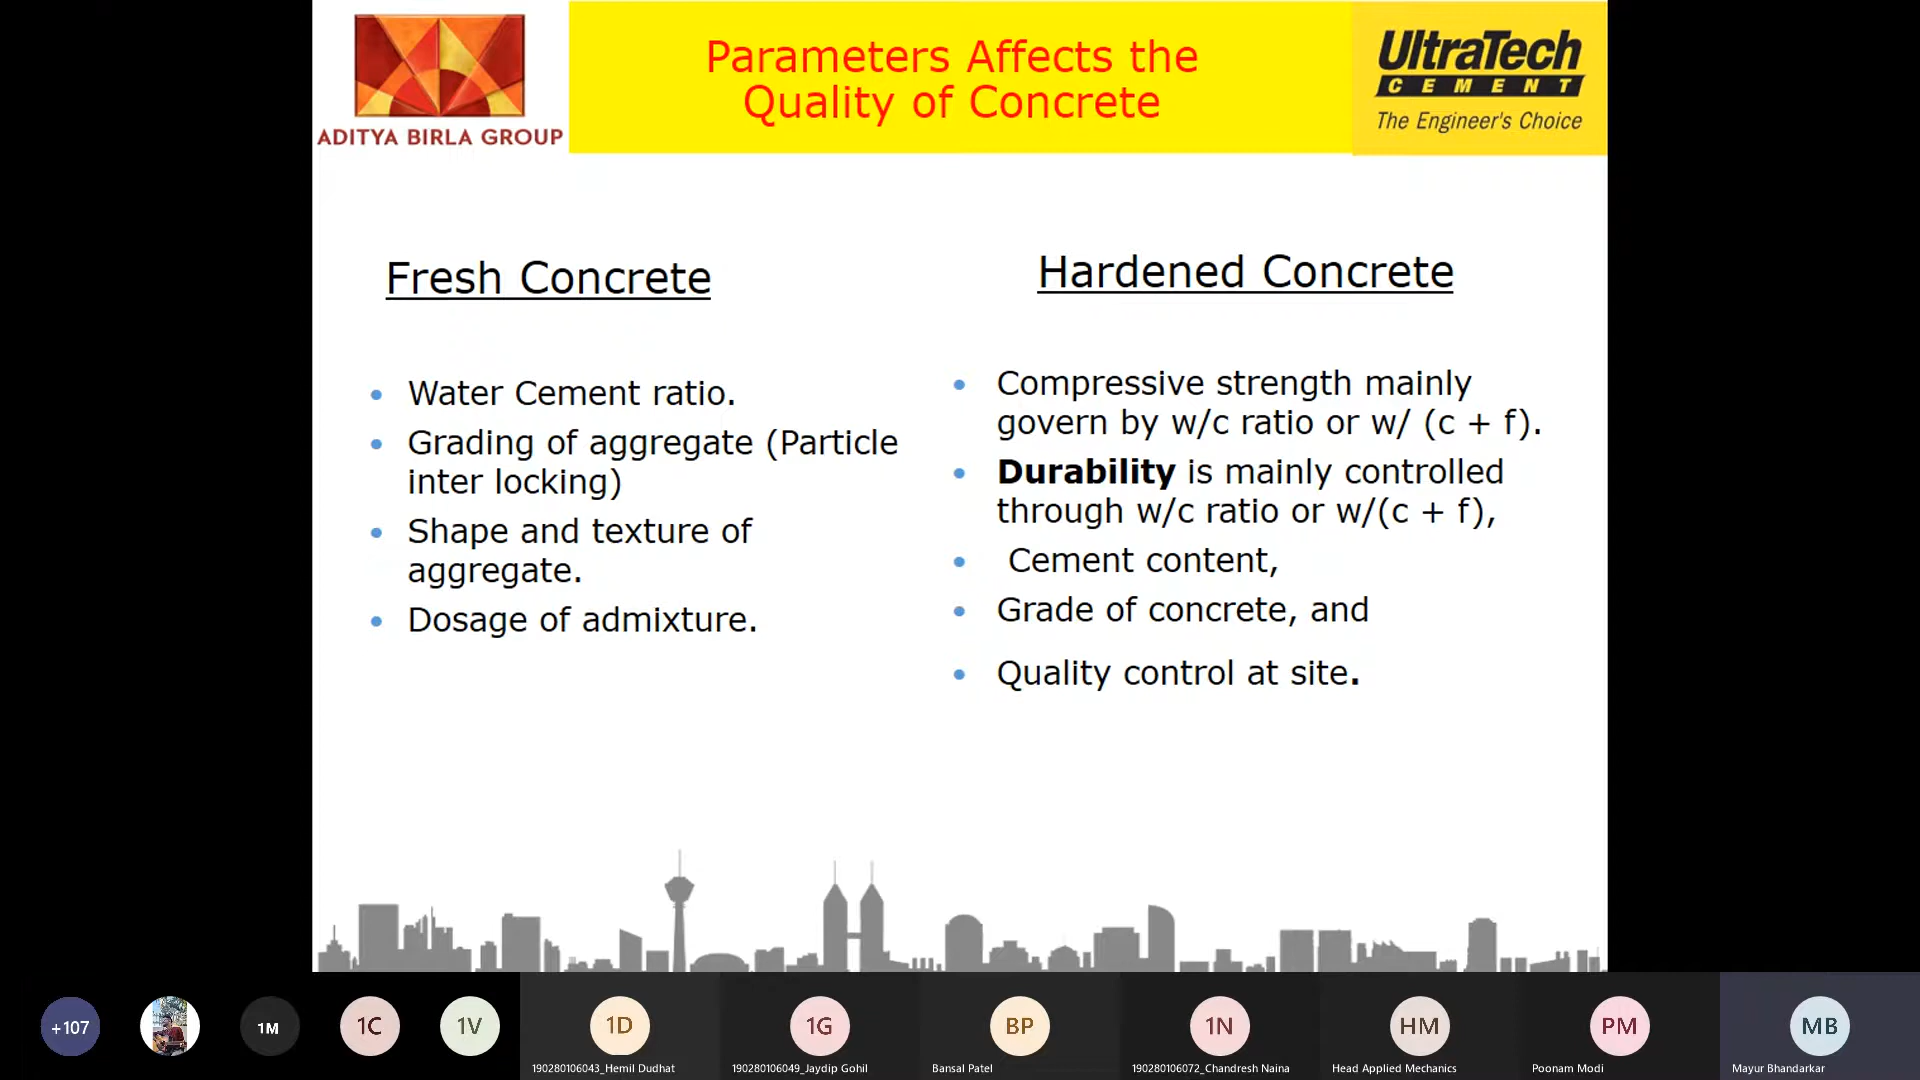 ADITYA BIRLA GROUP
Parameters Affects the
Quality of Concrete
UltraTech
CEMENT
The Engineer's Choice
Fresh Concrete
• Water Cement ratio.
• Grading of aggregate (Particle
inter locking)
• Shape and texture of
aggregate.
• Dosage of admixture.
Hardened Concrete
• Compressive strength mainly
govern by w/c ratio or w/ (c + f).
• Durability is mainly controlled
through w/c ratio or w/(c + f),
• Cement content,
• Grade of concrete, and
• Quality control at site.
+107
1M
1C
1V
1D
190280106043_Hemil Dudhat
1G
190280106049_Jaydip Gohil
BP
Bansal Patel
1N
190280106072_Chandresh Naina
HM
Head Applied Mechanics
PM
Poonam Modi
MB
Mayur Bhandarkar